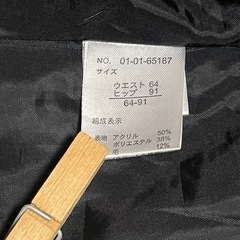 NO. 01-01-65187
サイズ
ウエスト 64
ヒップ 91
64-91
組成表示
表地 アクリル 50%
ポリエステル 38%
毛 12%